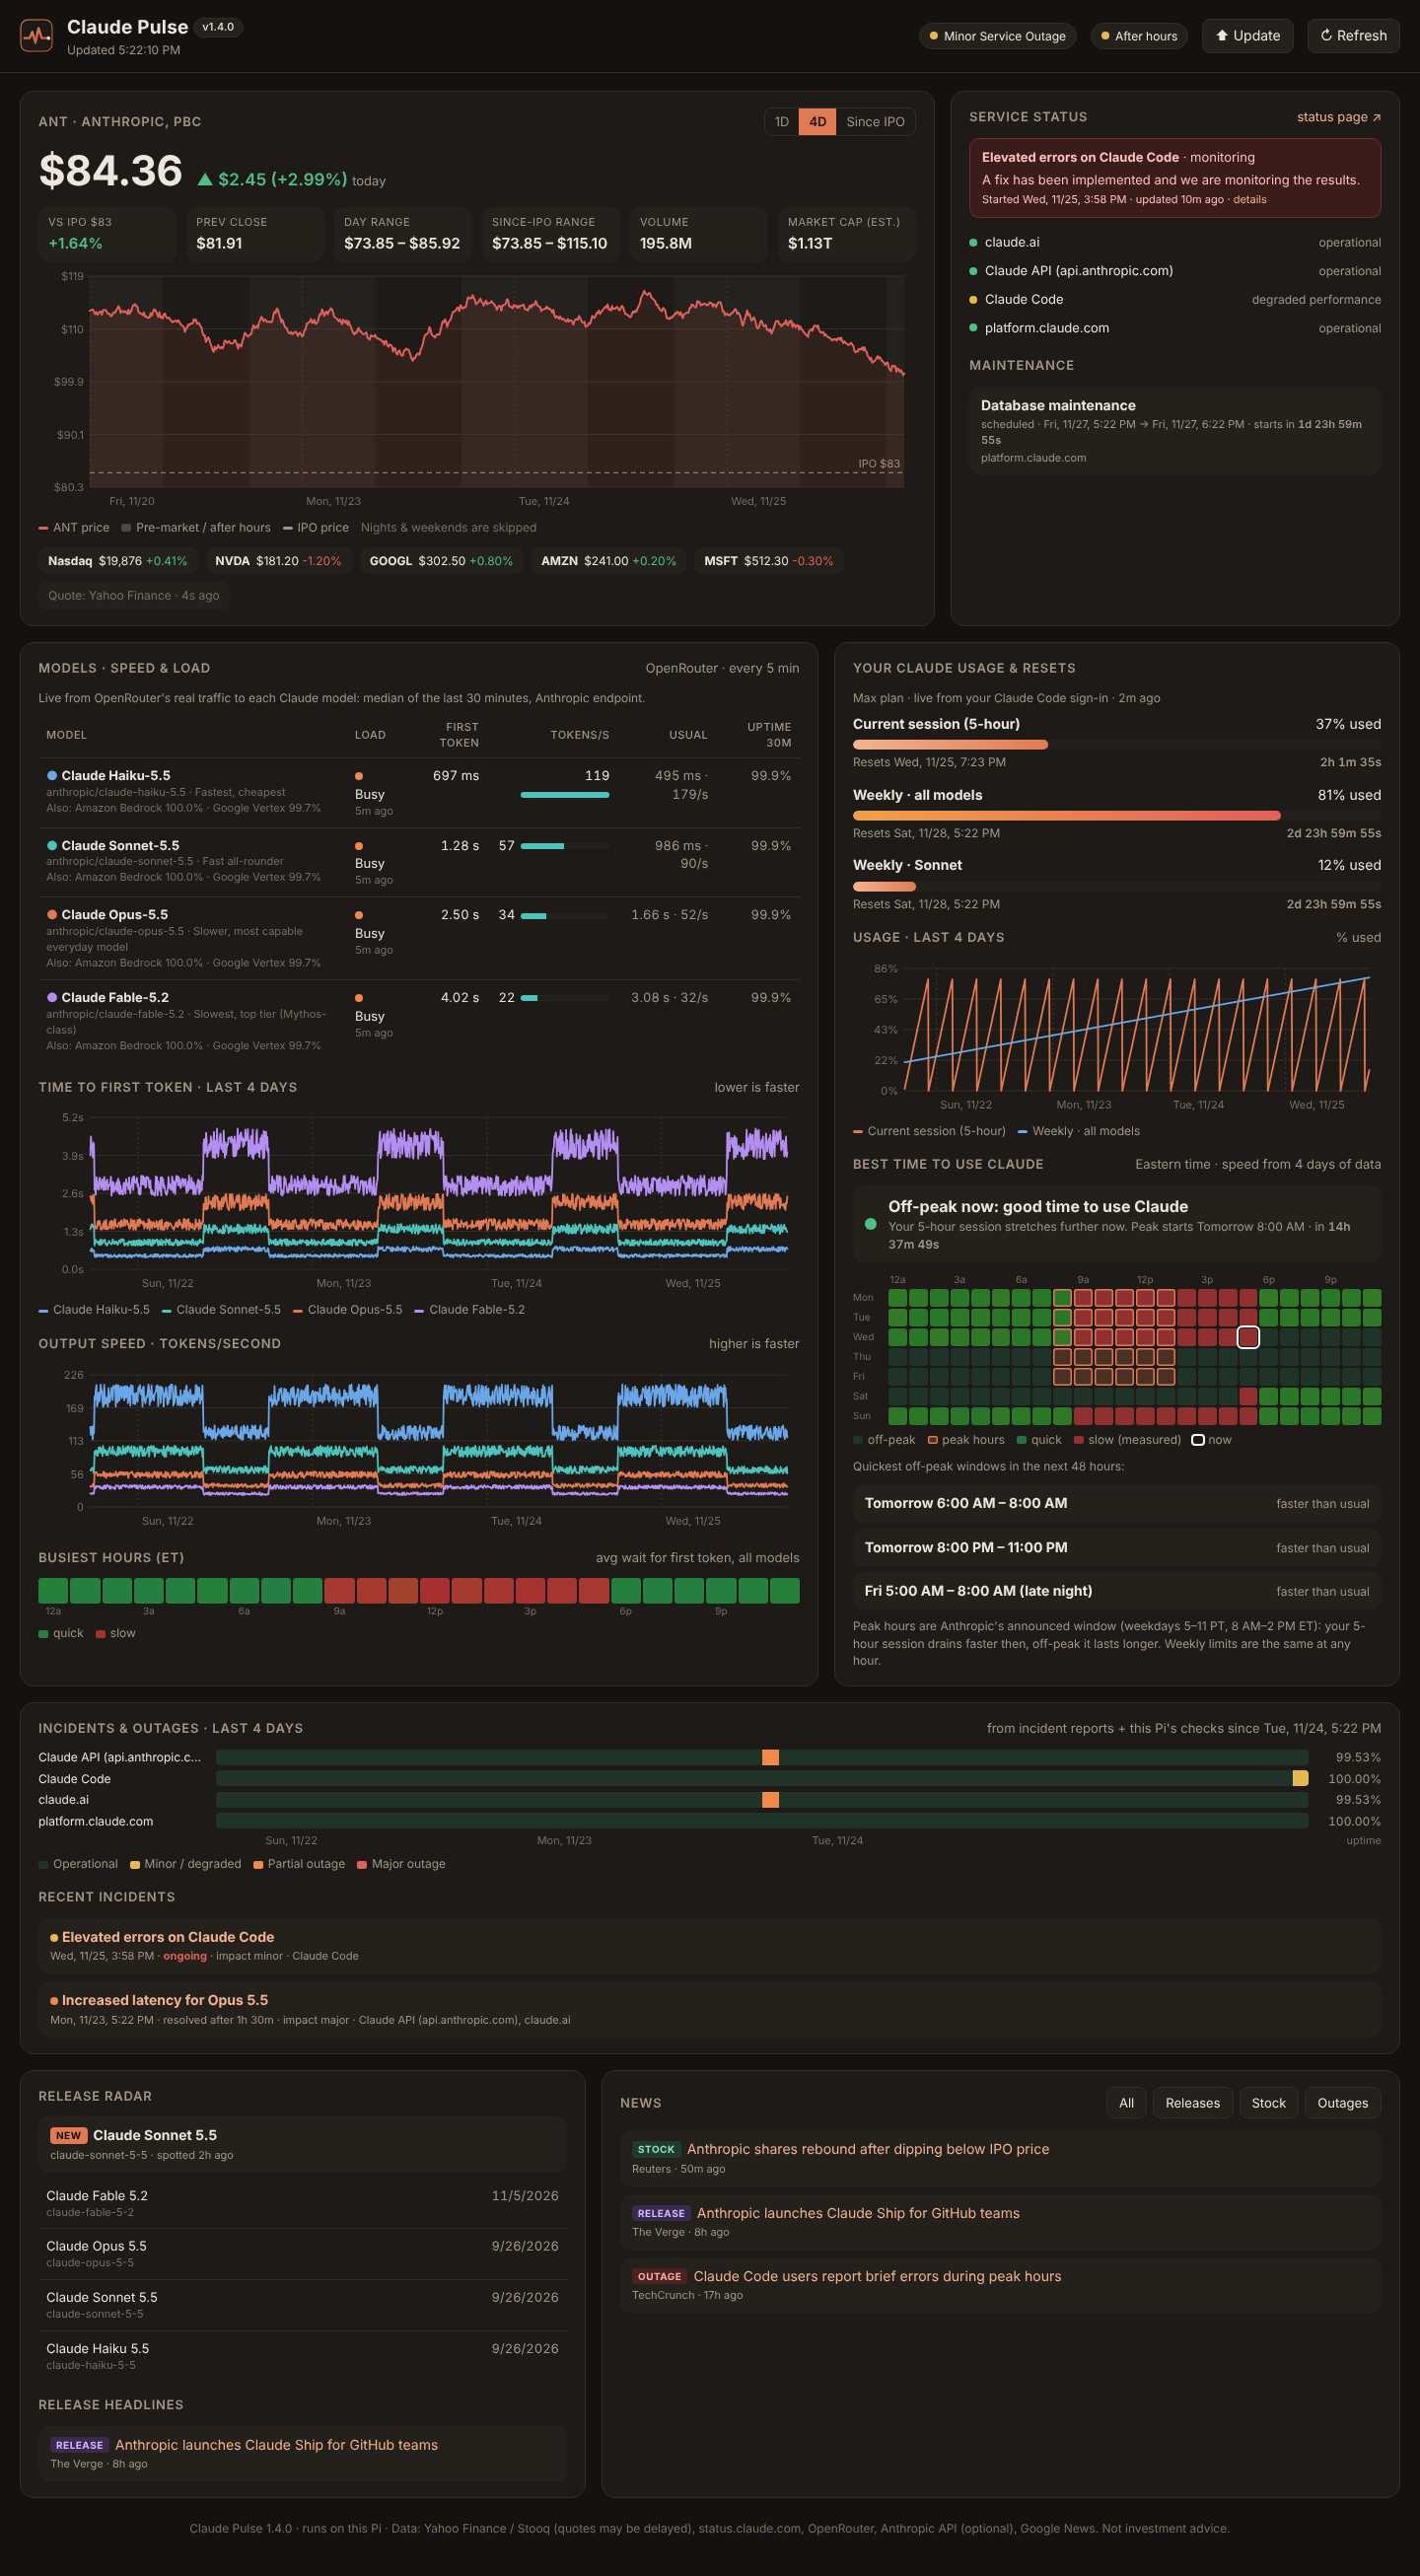 Claude Pulse v1.4.0
Updated 5:22:10 PM
Minor Service Outage
After hours
⬆ Update
↻ Refresh
ANT · ANTHROPIC, PBC
1D 4D Since IPO
$84.36 ▲ $2.45 (+2.99%) today
VS IPO $83
+1.64%
PREV CLOSE
$81.91
DAY RANGE
$73.85 – $85.92
SINCE-IPO RANGE
$73.85 – $115.10
VOLUME
195.8M
MARKET CAP (EST.)
$1.13T
$119
$110
$99.9
$90.1
$80.3
IPO $83
Fri, 11/20 Mon, 11/23 Tue, 11/24 Wed, 11/25
ANT price Pre-market / after hours IPO price Nights & weekends are skipped
Nasdaq $19,876 +0.41%
NVDA $181.20 -1.20%
GOOGL $302.50 +0.80%
AMZN $241.00 +0.20%
MSFT $512.30 -0.30%
Quote: Yahoo Finance · 4s ago
SERVICE STATUS
status page ↗
Elevated errors on Claude Code · monitoring
A fix has been implemented and we are monitoring the results.
Started Wed, 11/25, 3:58 PM · updated 10m ago · details
claude.ai operational
Claude API (api.anthropic.com) operational
Claude Code degraded performance
platform.claude.com operational
MAINTENANCE
Database maintenance
scheduled · Fri, 11/27, 5:22 PM → Fri, 11/27, 6:22 PM · starts in 1d 23h 59m
55s
platform.claude.com
MODELS · SPEED & LOAD
OpenRouter · every 5 min
Live from OpenRouter's real traffic to each Claude model: median of the last 30 minutes, Anthropic endpoint.
MODEL LOAD FIRST TOKEN TOKENS/S USUAL UPTIME 30M
Claude Haiku-5.5
anthropic/claude-haiku-5.5 · Fastest, cheapest
Also: Amazon Bedrock 100.0% · Google Vertex 99.7%
Busy
5m ago
697 ms
119
495 ms ·
179/s
99.9%
Claude Sonnet-5.5
anthropic/claude-sonnet-5.5 · Fast all-rounder
Also: Amazon Bedrock 100.0% · Google Vertex 99.7%
Busy
5m ago
1.28 s
57
986 ms ·
90/s
99.9%
Claude Opus-5.5
anthropic/claude-opus-5.5 · Slower, most capable
everyday model
Also: Amazon Bedrock 100.0% · Google Vertex 99.7%
Busy
5m ago
2.50 s
34
1.66 s · 52/s
99.9%
Claude Fable-5.2
anthropic/claude-fable-5.2 · Slowest, top tier (Mythos-
class)
Also: Amazon Bedrock 100.0% · Google Vertex 99.7%
Busy
5m ago
4.02 s
22
3.08 s · 32/s
99.9%
TIME TO FIRST TOKEN · LAST 4 DAYS
lower is faster
5.2s
3.9s
2.6s
1.3s
0.0s
Sun, 11/22 Mon, 11/23 Tue, 11/24 Wed, 11/25
Claude Haiku-5.5 Claude Sonnet-5.5 Claude Opus-5.5 Claude Fable-5.2
OUTPUT SPEED · TOKENS/SECOND
higher is faster
226
169
113
56
0
Sun, 11/22 Mon, 11/23 Tue, 11/24 Wed, 11/25
BUSIEST HOURS (ET)
avg wait for first token, all models
12a 3a 6a 9a 12p 3p 6p 9p
quick slow
YOUR CLAUDE USAGE & RESETS
Max plan · live from your Claude Code sign-in · 2m ago
Current session (5-hour) 37% used
Resets Wed, 11/25, 7:23 PM 2h 1m 35s
Weekly · all models 81% used
Resets Sat, 11/28, 5:22 PM 2d 23h 59m 55s
Weekly · Sonnet 12% used
Resets Sat, 11/28, 5:22 PM 2d 23h 59m 55s
USAGE · LAST 4 DAYS
% used
86%
65%
43%
22%
0%
Sun, 11/22 Mon, 11/23 Tue, 11/24 Wed, 11/25
Current session (5-hour) Weekly · all models
BEST TIME TO USE CLAUDE
Eastern time · speed from 4 days of data
Off-peak now: good time to use Claude
Your 5-hour session stretches further now. Peak starts Tomorrow 8:00 AM · in 14h
37m 49s
12a 3a 6a 9a 12p 3p 6p 9p
Mon
Tue
Wed
Thu
Fri
Sat
Sun
off-peak peak hours quick slow (measured) now
Quickest off-peak windows in the next 48 hours:
Tomorrow 6:00 AM – 8:00 AM faster than usual
Tomorrow 8:00 PM – 11:00 PM faster than usual
Fri 5:00 AM – 8:00 AM (late night) faster than usual
Peak hours are Anthropic's announced window (weekdays 5–11 PT, 8 AM–2 PM ET): your 5-
hour session drains faster then, off-peak it lasts longer. Weekly limits are the same at any
hour.
INCIDENTS & OUTAGES · LAST 4 DAYS
from incident reports + this Pi's checks since Tue, 11/24, 5:22 PM
Claude API (api.anthropic.c... 99.53%
Claude Code 100.00%
claude.ai 99.53%
platform.claude.com 100.00%
Sun, 11/22 Mon, 11/23 Tue, 11/24 uptime
Operational Minor / degraded Partial outage Major outage
RECENT INCIDENTS
Elevated errors on Claude Code
Wed, 11/25, 3:58 PM · ongoing · impact minor · Claude Code
Increased latency for Opus 5.5
Mon, 11/23, 5:22 PM · resolved after 1h 30m · impact major · Claude API (api.anthropic.com), claude.ai
RELEASE RADAR
NEW Claude Sonnet 5.5
claude-sonnet-5-5 · spotted 2h ago
Claude Fable 5.2 11/5/2026
claude-fable-5-2
Claude Opus 5.5 9/26/2026
claude-opus-5-5
Claude Sonnet 5.5 9/26/2026
claude-sonnet-5-5
Claude Haiku 5.5 9/26/2026
claude-haiku-5-5
RELEASE HEADLINES
RELEASE Anthropic launches Claude Ship for GitHub teams
The Verge · 8h ago
NEWS
All Releases Stock Outages
STOCK Anthropic shares rebound after dipping below IPO price
Reuters · 50m ago
RELEASE Anthropic launches Claude Ship for GitHub teams
The Verge · 8h ago
OUTAGE Claude Code users report brief errors during peak hours
TechCrunch · 17h ago
Claude Pulse 1.4.0 · runs on this Pi · Data: Yahoo Finance / Stooq (quotes may be delayed), status.claude.com, OpenRouter, Anthropic API (optional), Google News. Not investment advice.